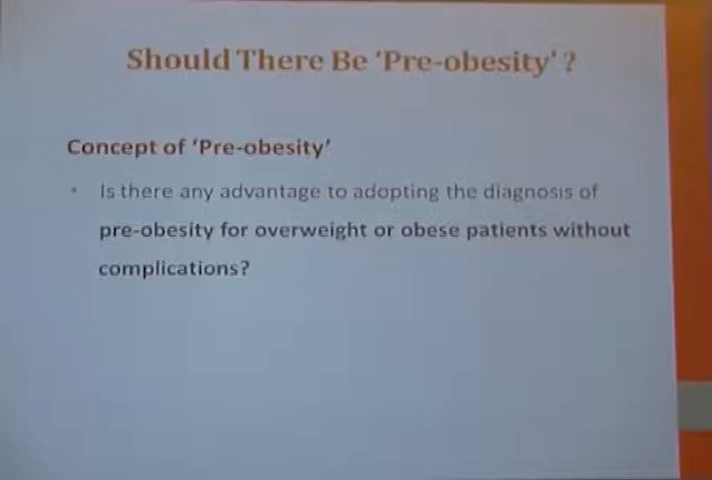 Should There Be 'Pre-obesity' ?
Concept of 'Pre-obesity'
• Is there any advantage to adopting the diagnosis of
pre-obesity for overweight or obese patients without
complications?